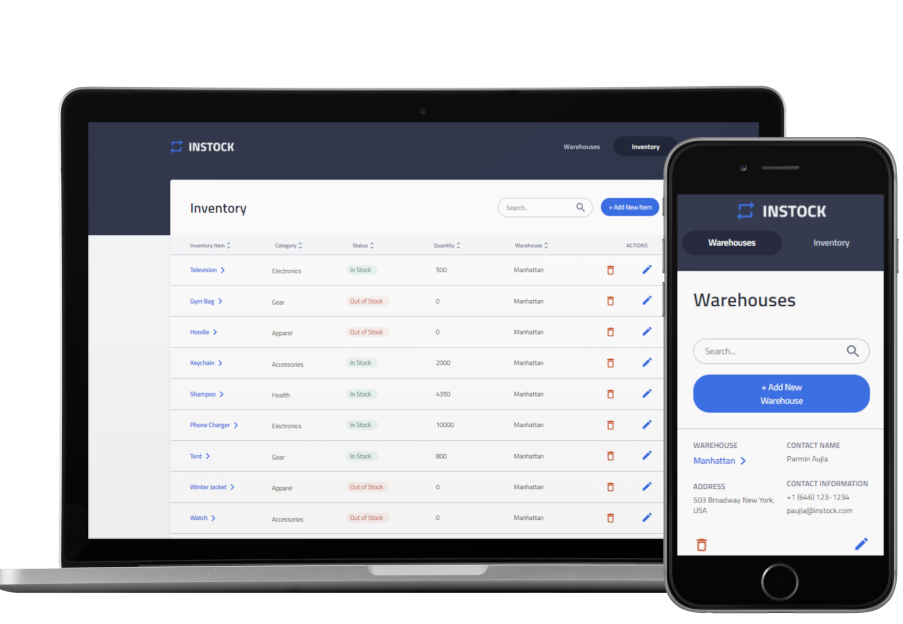 INSTOCK
Warehouses Inventory
Inventory
Search...
+ Add New Item
Inventory Item Category Status Quantity Warehouse ACTIONS
Television Electronics In Stock 500 Manhattan
Gym Bag Gear Out of Stock 0 Manhattan
Hoodie Apparel Out of Stock 0 Manhattan
Keychain Accessories In Stock 2000 Manhattan
Shampoo Health In Stock 4350 Manhattan
Phone Charger Electronics In Stock 10000 Manhattan
Tent Gear In Stock 800 Manhattan
Winter Jacket Apparel Out of Stock 0 Manhattan
Watch Accessories Out of Stock 0 Manhattan
INSTOCK
Warehouses Inventory
Warehouses
Search...
+ Add New
Warehouse
WAREHOUSE
Manhattan
CONTACT NAME
Parmin Aujla
ADDRESS
503 Broadway New York,
USA
CONTACT INFORMATION
+1 (646) 123-1234
paujla@instock.com